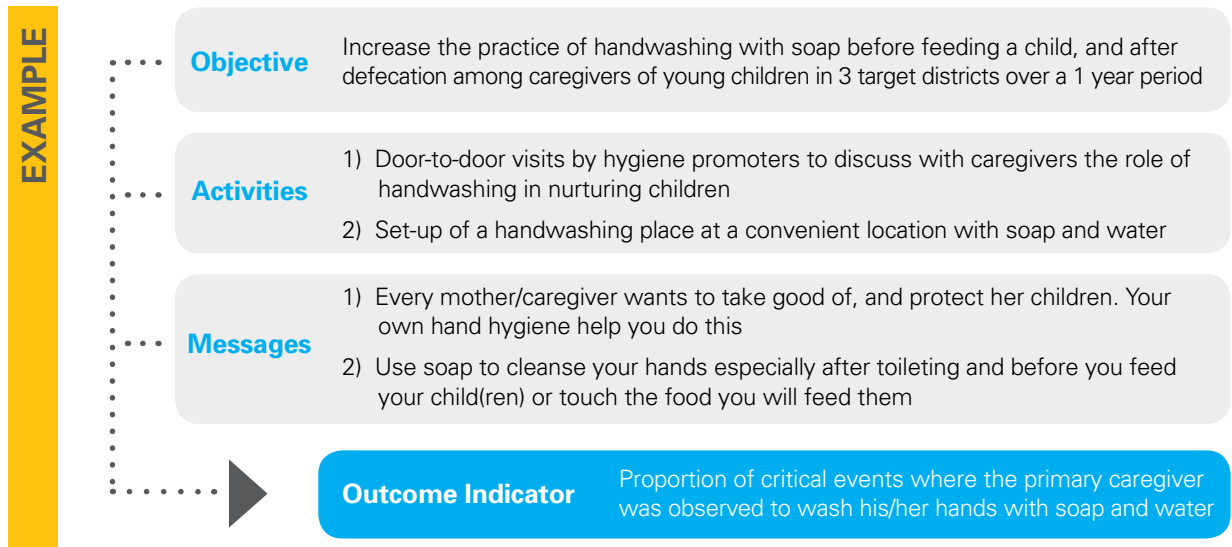 EXAMPLE
Objective
Increase the practice of handwashing with soap before feeding a child, and after
defecation among caregivers of young children in 3 target districts over a 1 year period
Activities
1) Door-to-door visits by hygiene promoters to discuss with caregivers the role of
handwashing in nurturing children
2) Set-up of a handwashing place at a convenient location with soap and water
Messages
1) Every mother/caregiver wants to take good of, and protect her children. Your
own hand hygiene help you do this
2) Use soap to cleanse your hands especially after toileting and before you feed
your child(ren) or touch the food you will feed them
Outcome Indicator
Proportion of critical events where the primary caregiver
was observed to wash his/her hands with soap and water